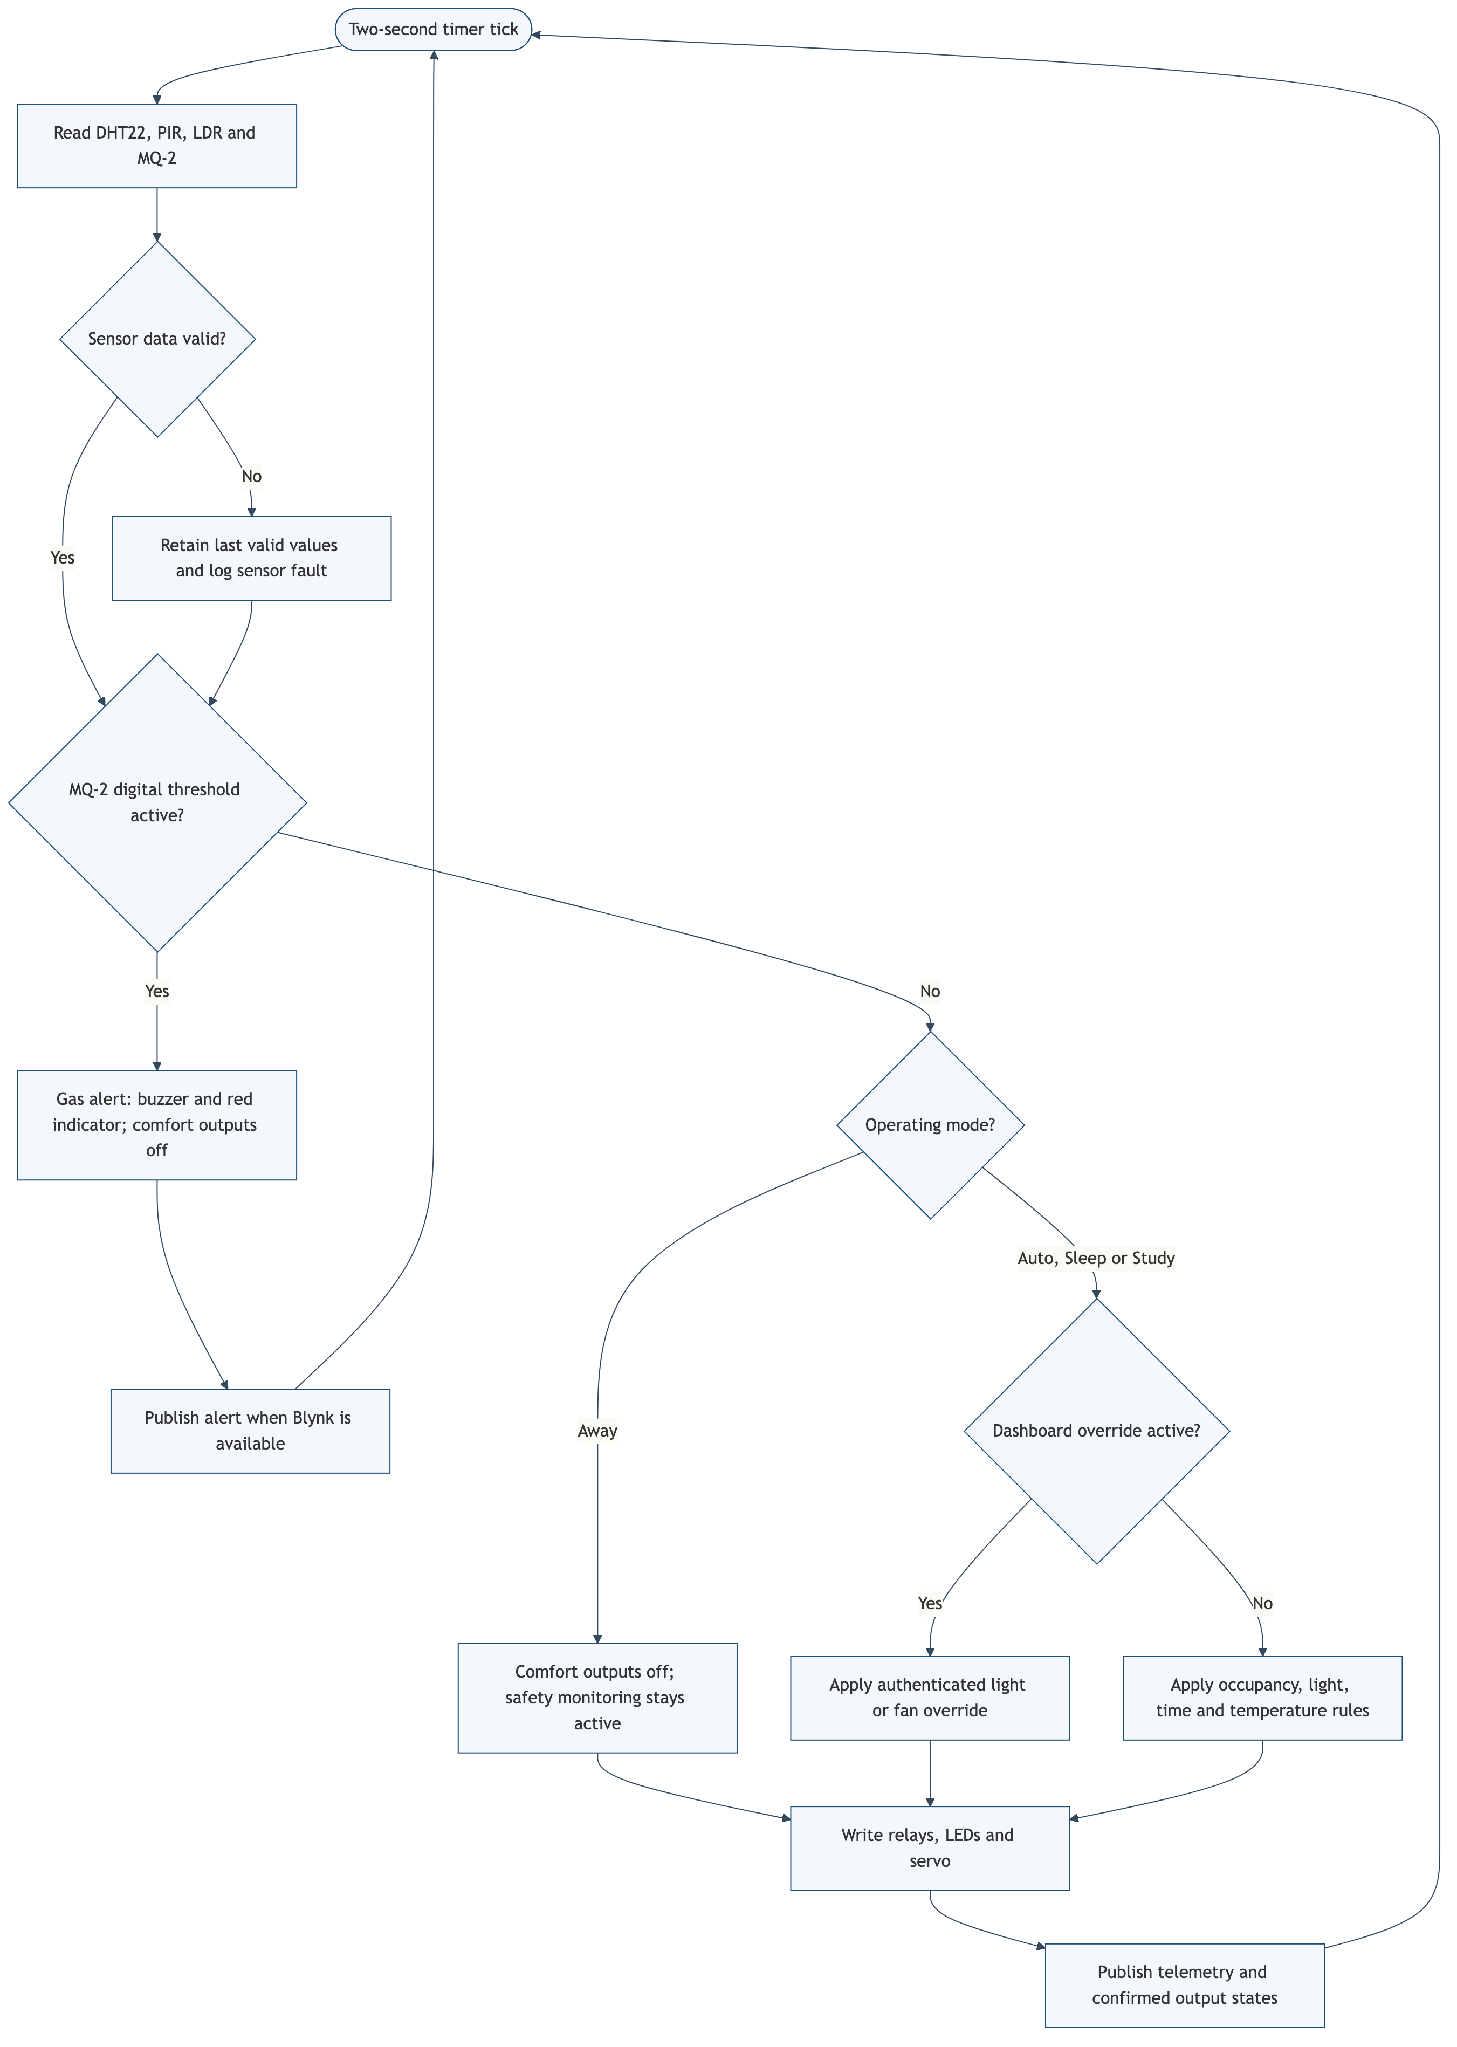 Two-second timer tick
Read DHT22, PIR, LDR and
MQ-2
Sensor data valid?
No
Yes
Retain last valid values
and log sensor fault
MQ-2 digital threshold
active?
Yes
No
Gas alert: buzzer and red
indicator; comfort outputs
off
Operating mode?
Auto, Sleep or Study
Publish alert when Blynk is
available
Away
Dashboard override active?
Yes
No
Comfort outputs off;
safety monitoring stays
active
Apply authenticated light
or fan override
Apply occupancy, light,
time and temperature rules
Write relays, LEDs and
servo
Publish telemetry and
confirmed output states